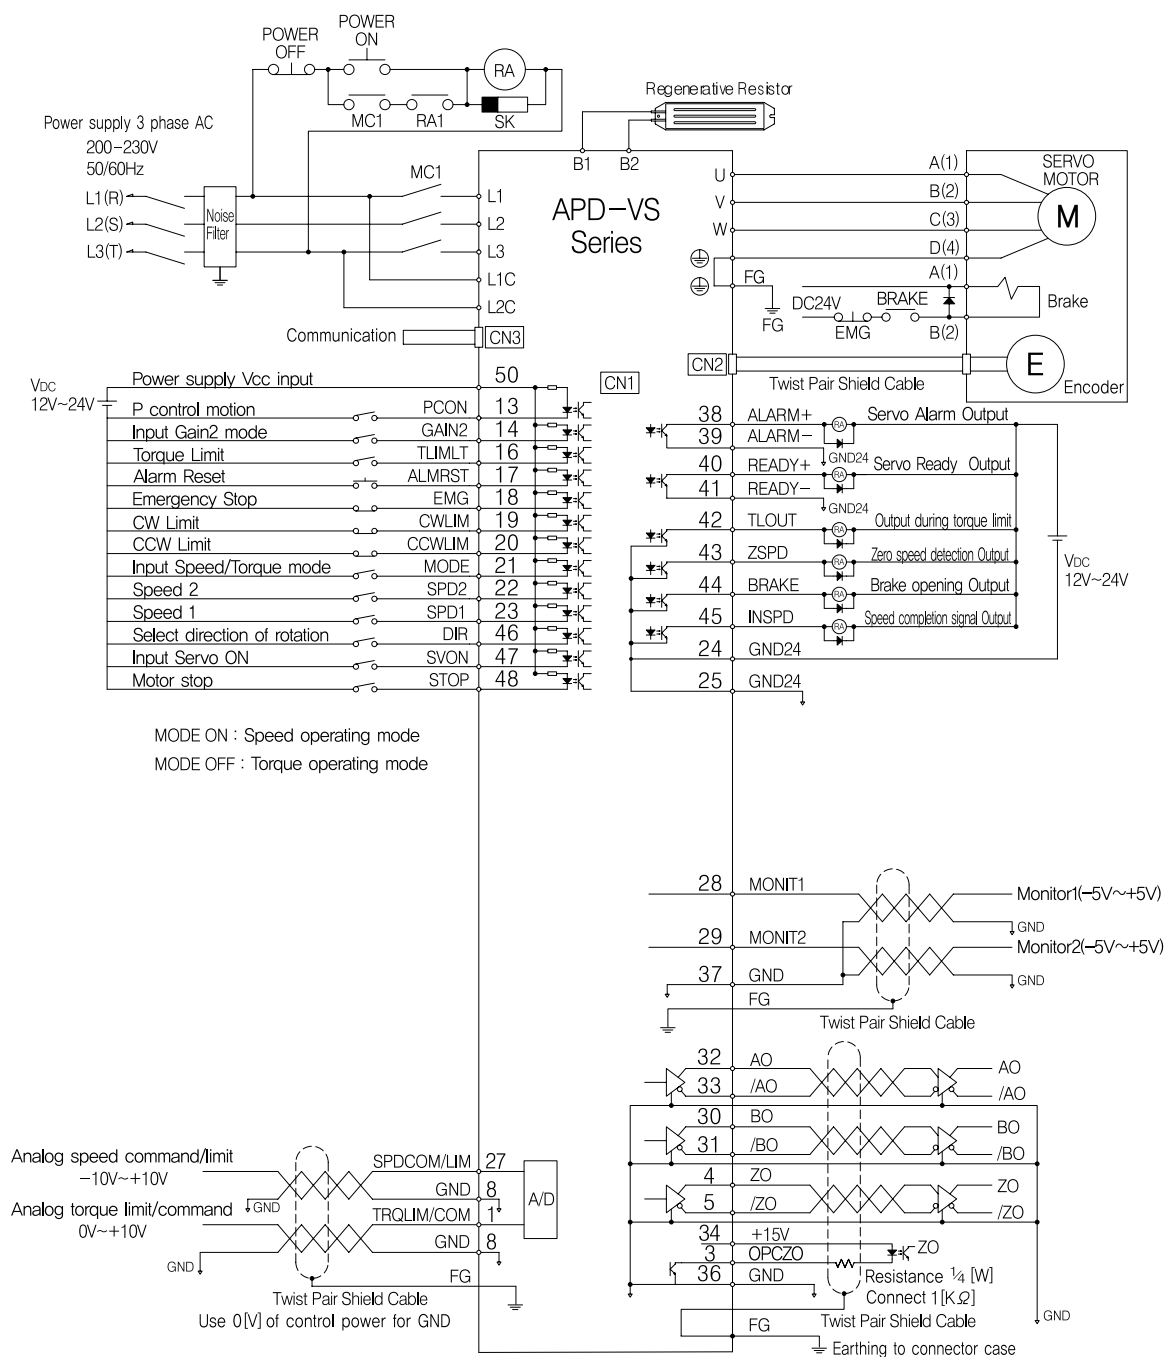 POWER OFF
POWER ON
RA
MC1
RA1
SK
Regenerative Resistor
Power supply 3 phase AC
200-230V
50/60Hz
L1(R)
L2(S)
L3(T)
Noise Filter
MC1
B1
B2
L1
L2
L3
L1C
L2C
APD-VS
Series
U
V
W
A(1)
B(2)
C(3)
D(4)
SERVO
MOTOR
M
FG
FG
A(1)
DC24V
EMG
BRAKE
B(2)
Brake
Communication
CN3
CN2
Twist Pair Shield Cable
E
Encoder
CN1
VDC
12V~24V
Power supply Vcc input 50
P control motion PCON 13
Input Gain2 mode GAIN2 14
Torque Limit TLIMLT 16
Alarm Reset ALMRST 17
Emergency Stop EMG 18
CW Limit CWLIM 19
CCW Limit CCWLIM 20
Input Speed/Torque mode MODE 21
Speed 2 SPD2 22
Speed 1 SPD1 23
Select direction of rotation DIR 46
Input Servo ON SVON 47
Motor stop STOP 48
38 ALARM+ RA Servo Alarm Output
39 ALARM- GND24
40 READY+ RA Servo Ready Output
41 READY- GND24
42 TLOUT RA Output during torque limit
43 ZSPD RA Zero speed detection Output
44 BRAKE RA Brake opening Output
45 INSPD RA Speed completion signal Output
24 GND24
25 GND24
VDC
12V~24V
MODE ON : Speed operating mode
MODE OFF : Torque operating mode
28 MONIT1 Monitor1(-5V~+5V)
GND
29 MONIT2 Monitor2(-5V~+5V)
37 GND GND
FG
Twist Pair Shield Cable
32 AO AO
33 /AO /AO
30 BO BO
31 /BO /BO
4 ZO ZO
5 /ZO /ZO
34 +15V ZO
3 OPCZO
36 GND
Resistance 1/4 [W]
Connect 1[KΩ]
GND
Twist Pair Shield Cable
FG
Earthing to connector case
Analog speed command/limit
-10V~+10V
SPDCOM/LIM 27
GND GND 8
Analog torque limit/command
0V~+10V
TRQLIM/COM 1
GND GND 8
A/D
FG
Twist Pair Shield Cable
Use 0[V] of control power for GND